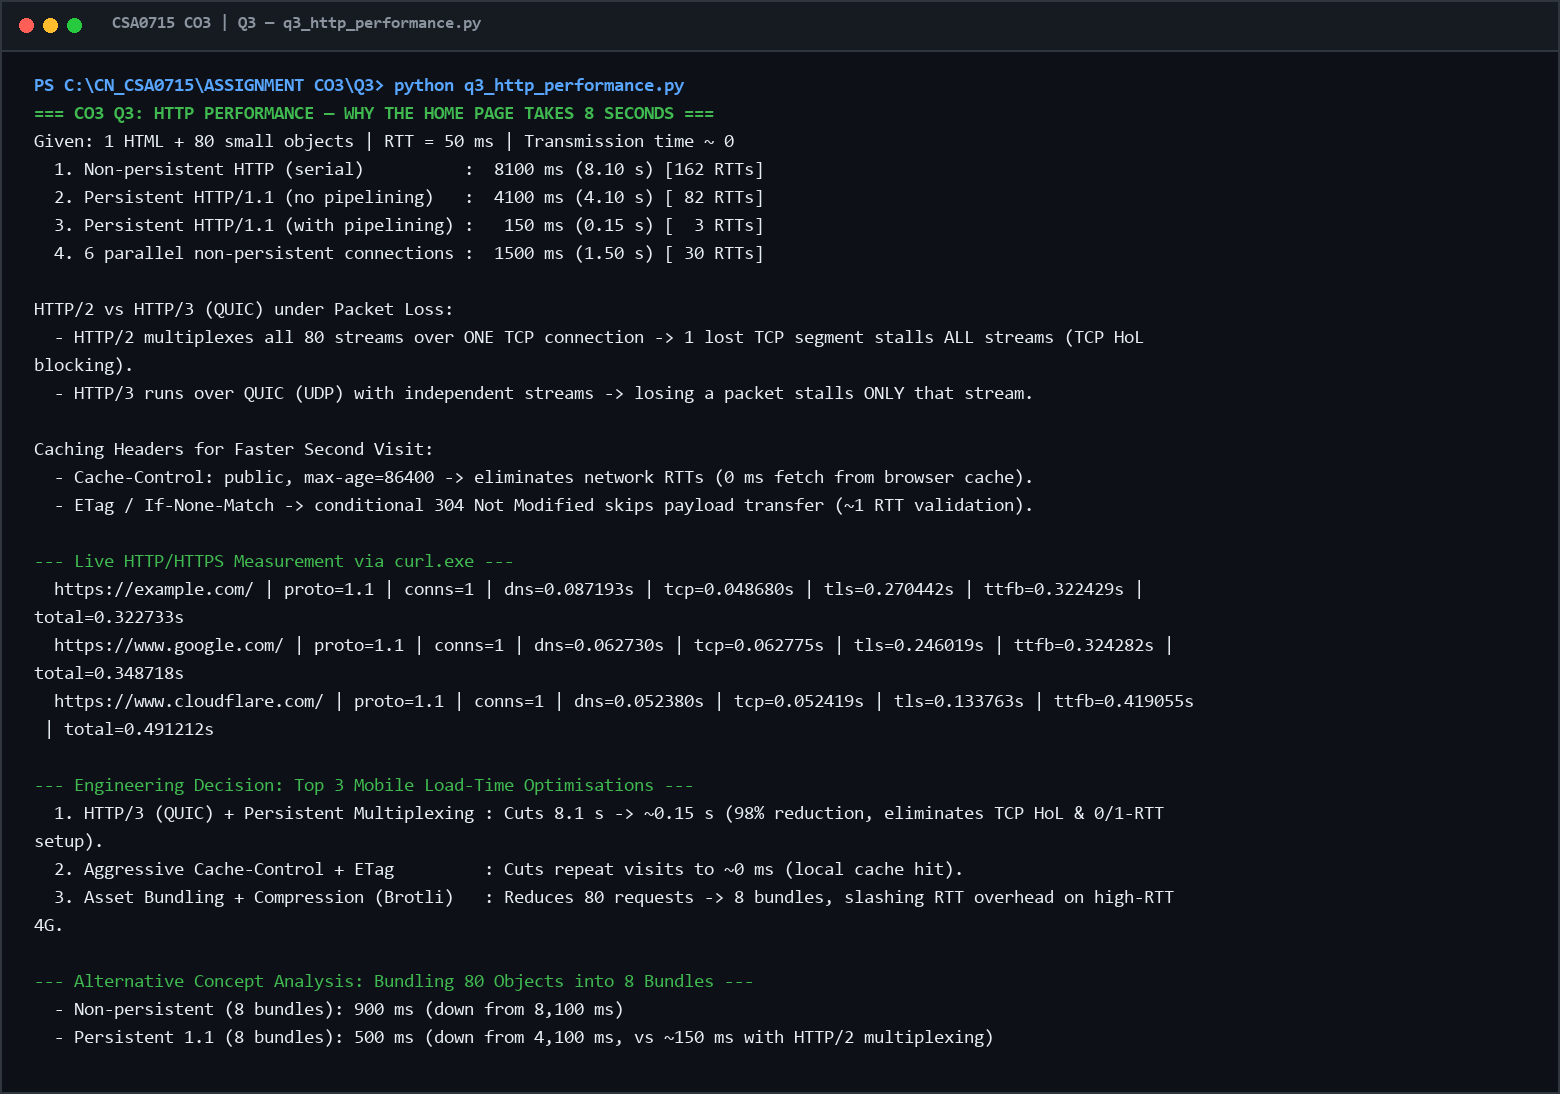 CSA0715 CO3 | Q3 — q3_http_performance.py
PS C:\CN_CSA0715\ASSIGNMENT CO3\Q3> python q3_http_performance.py
=== CO3 Q3: HTTP PERFORMANCE — WHY THE HOME PAGE TAKES 8 SECONDS ===
Given: 1 HTML + 80 small objects | RTT = 50 ms | Transmission time ~ 0
  1. Non-persistent HTTP (serial)          :  8100 ms (8.10 s) [162 RTTs]
  2. Persistent HTTP/1.1 (no pipelining)   :  4100 ms (4.10 s) [ 82 RTTs]
  3. Persistent HTTP/1.1 (with pipelining) :   150 ms (0.15 s) [  3 RTTs]
  4. 6 parallel non-persistent connections :  1500 ms (1.50 s) [ 30 RTTs]

HTTP/2 vs HTTP/3 (QUIC) under Packet Loss:
  - HTTP/2 multiplexes all 80 streams over ONE TCP connection -> 1 lost TCP segment stalls ALL streams (TCP HoL
blocking).
  - HTTP/3 runs over QUIC (UDP) with independent streams -> losing a packet stalls ONLY that stream.

Caching Headers for Faster Second Visit:
  - Cache-Control: public, max-age=86400 -> eliminates network RTTs (0 ms fetch from browser cache).
  - ETag / If-None-Match -> conditional 304 Not Modified skips payload transfer (~1 RTT validation).

--- Live HTTP/HTTPS Measurement via curl.exe ---
  https://example.com/ | proto=1.1 | conns=1 | dns=0.087193s | tcp=0.048680s | tls=0.270442s | ttfb=0.322429s |
total=0.322733s
  https://www.google.com/ | proto=1.1 | conns=1 | dns=0.062730s | tcp=0.062775s | tls=0.246019s | ttfb=0.324282s |
total=0.348718s
  https://www.cloudflare.com/ | proto=1.1 | conns=1 | dns=0.052380s | tcp=0.052419s | tls=0.133763s | ttfb=0.419055s
 | total=0.491212s

--- Engineering Decision: Top 3 Mobile Load-Time Optimisations ---
  1. HTTP/3 (QUIC) + Persistent Multiplexing : Cuts 8.1 s -> ~0.15 s (98% reduction, eliminates TCP HoL & 0/1-RTT
setup).
  2. Aggressive Cache-Control + ETag         : Cuts repeat visits to ~0 ms (local cache hit).
  3. Asset Bundling + Compression (Brotli)   : Reduces 80 requests -> 8 bundles, slashing RTT overhead on high-RTT
4G.

--- Alternative Concept Analysis: Bundling 80 Objects into 8 Bundles ---
  - Non-persistent (8 bundles): 900 ms (down from 8,100 ms)
  - Persistent 1.1 (8 bundles): 500 ms (down from 4,100 ms, vs ~150 ms with HTTP/2 multiplexing)